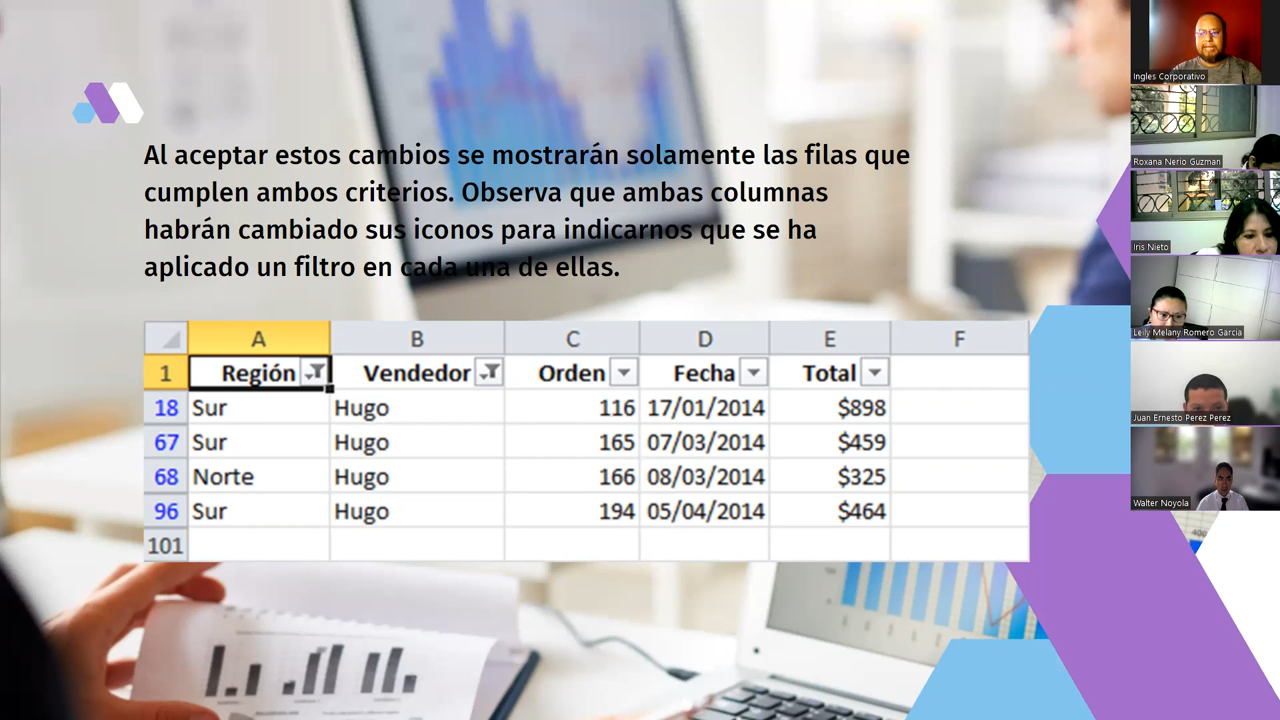 Al aceptar estos cambios se mostrarán solamente las filas que
cumplen ambos criterios. Observa que ambas columnas
habrán cambiado sus iconos para indicarnos que se ha
aplicado un filtro en cada una de ellas.
A B C D E F
1 Región Vendedor Orden Fecha Total
18 Sur Hugo 116 17/01/2014 $898
67 Sur Hugo 165 07/03/2014 $459
68 Norte Hugo 166 08/03/2014 $325
96 Sur Hugo 194 05/04/2014 $464
101
Ingles Corporativo
Roxana Nerio Guzman
Iris Nieto
Leily Melany Romero Garcia
Juan Ernesto Perez Perez
Walter Noyola